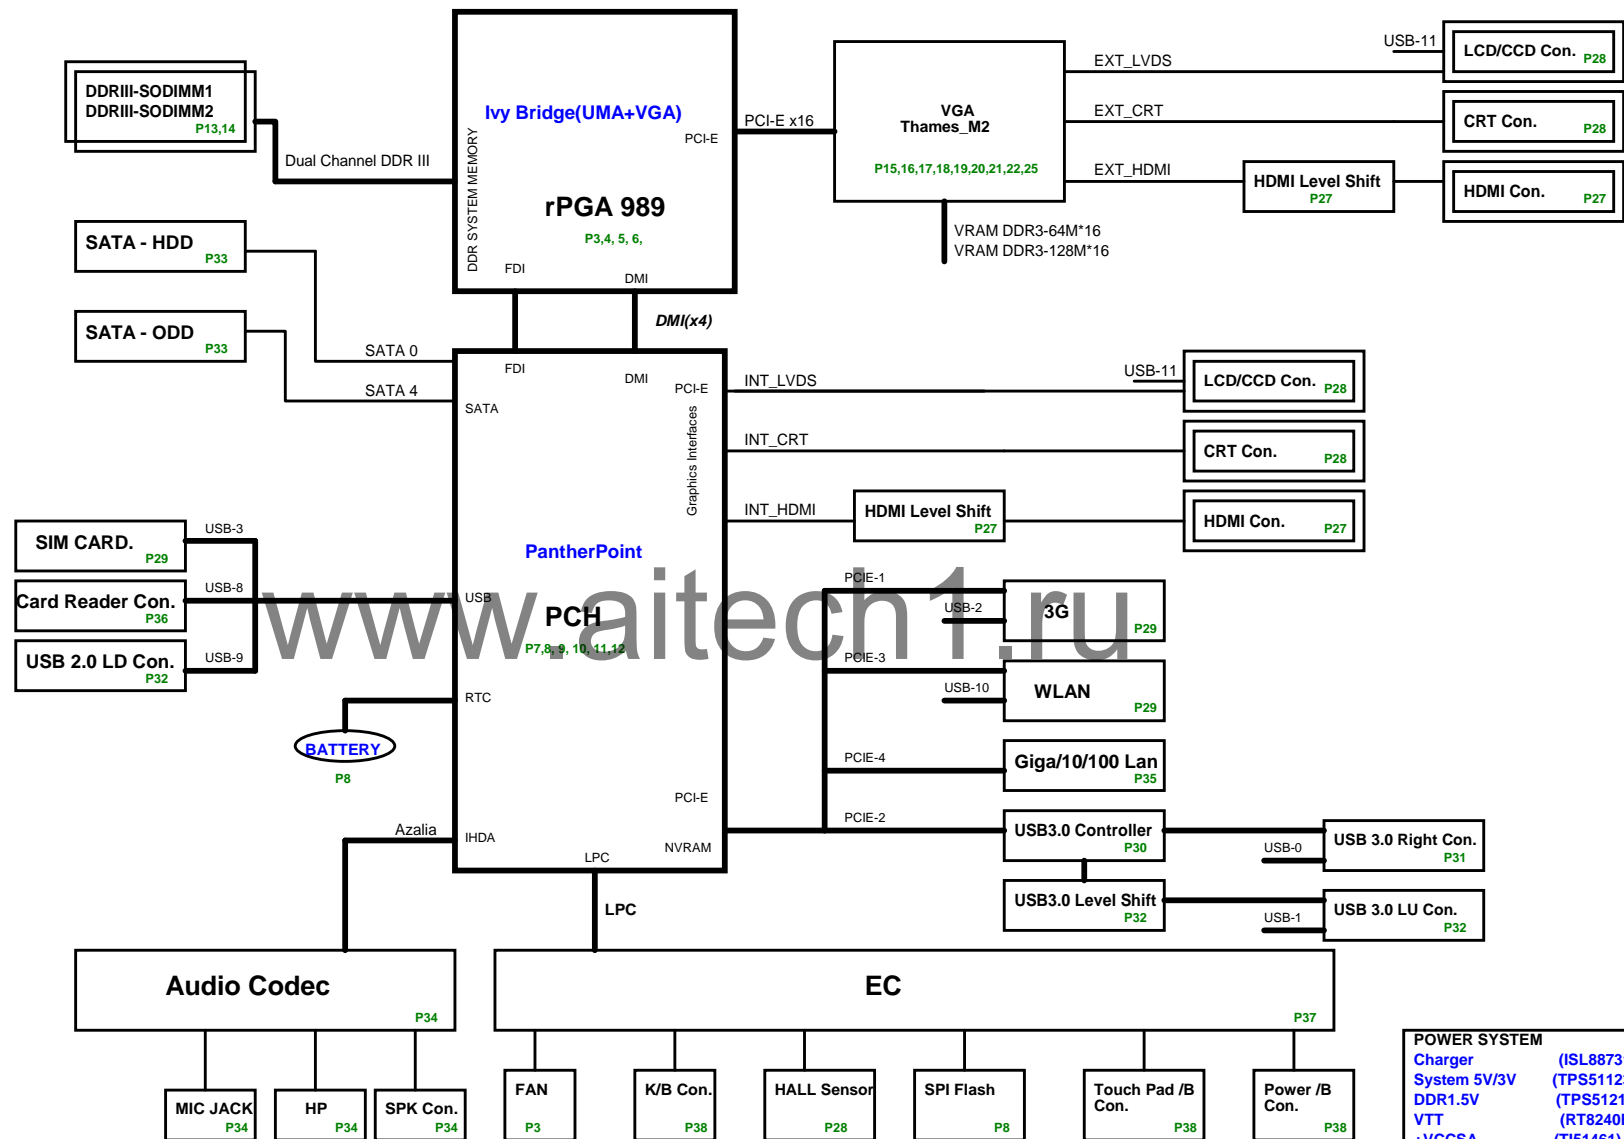 DDRIII-SODIMM1
DDRIII-SODIMM2
P13,14
Dual Channel DDR III
Ivy Bridge(UMA+VGA)
PCI-E
DDR SYSTEM MEMORY
rPGA 989
P3,4, 5, 6,
FDI
DMI
PCI-E x16
VGA
Thames_M2
P15,16,17,18,19,20,21,22,25
VRAM DDR3-64M*16
VRAM DDR3-128M*16
EXT_LVDS
USB-11
LCD/CCD Con.
P28
EXT_CRT
CRT Con.
P28
EXT_HDMI
HDMI Level Shift
P27
HDMI Con.
P27
SATA - HDD
P33
SATA - ODD
P33
SATA 0
SATA 4
DMI(x4)
FDI
DMI
PCI-E
SATA
Graphics Interfaces
INT_LVDS
USB-11
LCD/CCD Con.
P28
INT_CRT
CRT Con.
P28
INT_HDMI
HDMI Level Shift
P27
HDMI Con.
P27
SIM CARD.
P29
USB-3
Card Reader Con.
P36
USB-8
USB 2.0 LD Con.
P32
USB-9
USB
PantherPoint
PCH
P7,8, 9, 10, 11,12
www.aitech1.ru
RTC
BATTERY
P8
Azalia
IHDA
LPC
PCI-E
NVRAM
PCIE-1
USB-2
3G
P29
PCIE-3
USB-10
WLAN
P29
PCIE-4
Giga/10/100 Lan
P35
PCIE-2
USB3.0 Controller
P30
USB-0
USB 3.0 Right Con.
P31
USB3.0 Level Shift
P32
USB-1
USB 3.0 LU Con.
P32
LPC
Audio Codec
P34
EC
P37
MIC JACK
P34
HP
P34
SPK Con.
P34
FAN
P3
K/B Con.
P38
HALL Sensor
P28
SPI Flash
P8
Touch Pad /B
Con.
P38
Power /B
Con.
P38
POWER SYSTEM
Charger (ISL8873
System 5V/3V (TPS5112
DDR1.5V (TPS5121
VTT (RT8240
+VCCSA (TI51461)